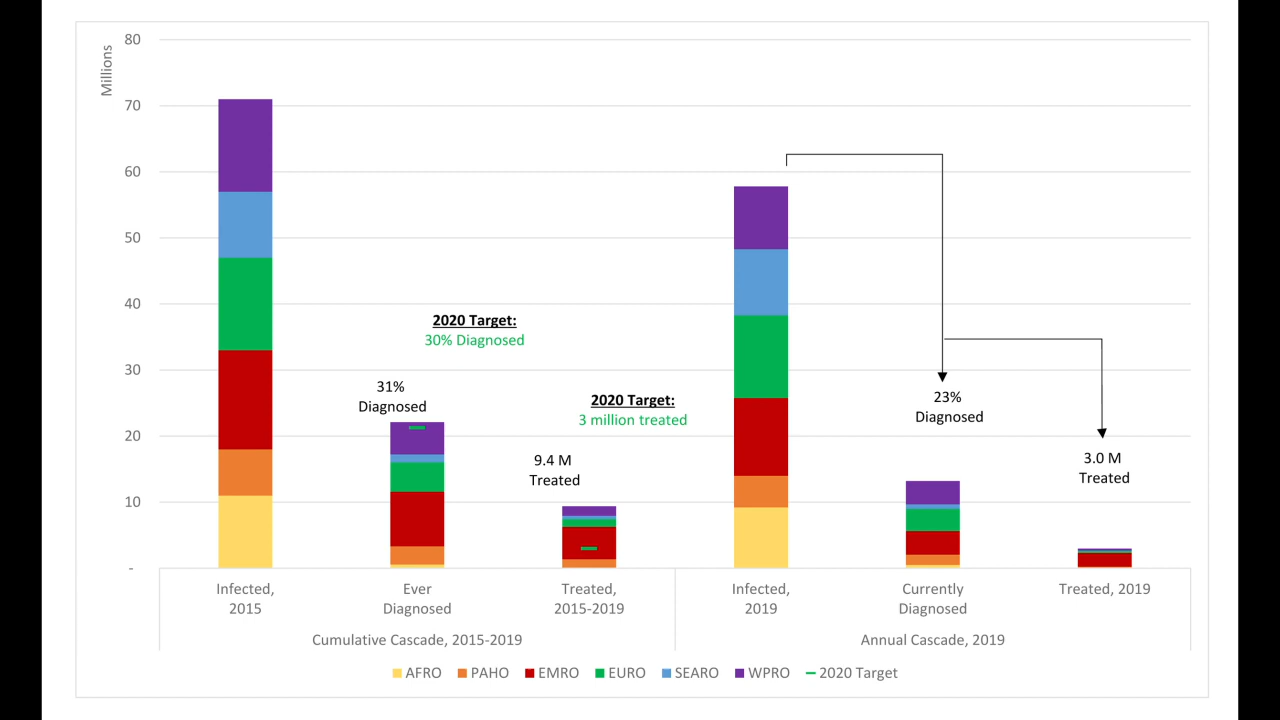 Millions
80
70
60
50
40
30
20
10
-
2020 Target:
30% Diagnosed
31%
Diagnosed
2020 Target:
3 million treated
9.4 M
Treated
23%
Diagnosed
3.0 M
Treated
Infected,
2015
Ever
Diagnosed
Treated,
2015-2019
Infected,
2019
Currently
Diagnosed
Treated, 2019
Cumulative Cascade, 2015-2019
Annual Cascade, 2019
AFRO PAHO EMRO EURO SEARO WPRO 2020 Target